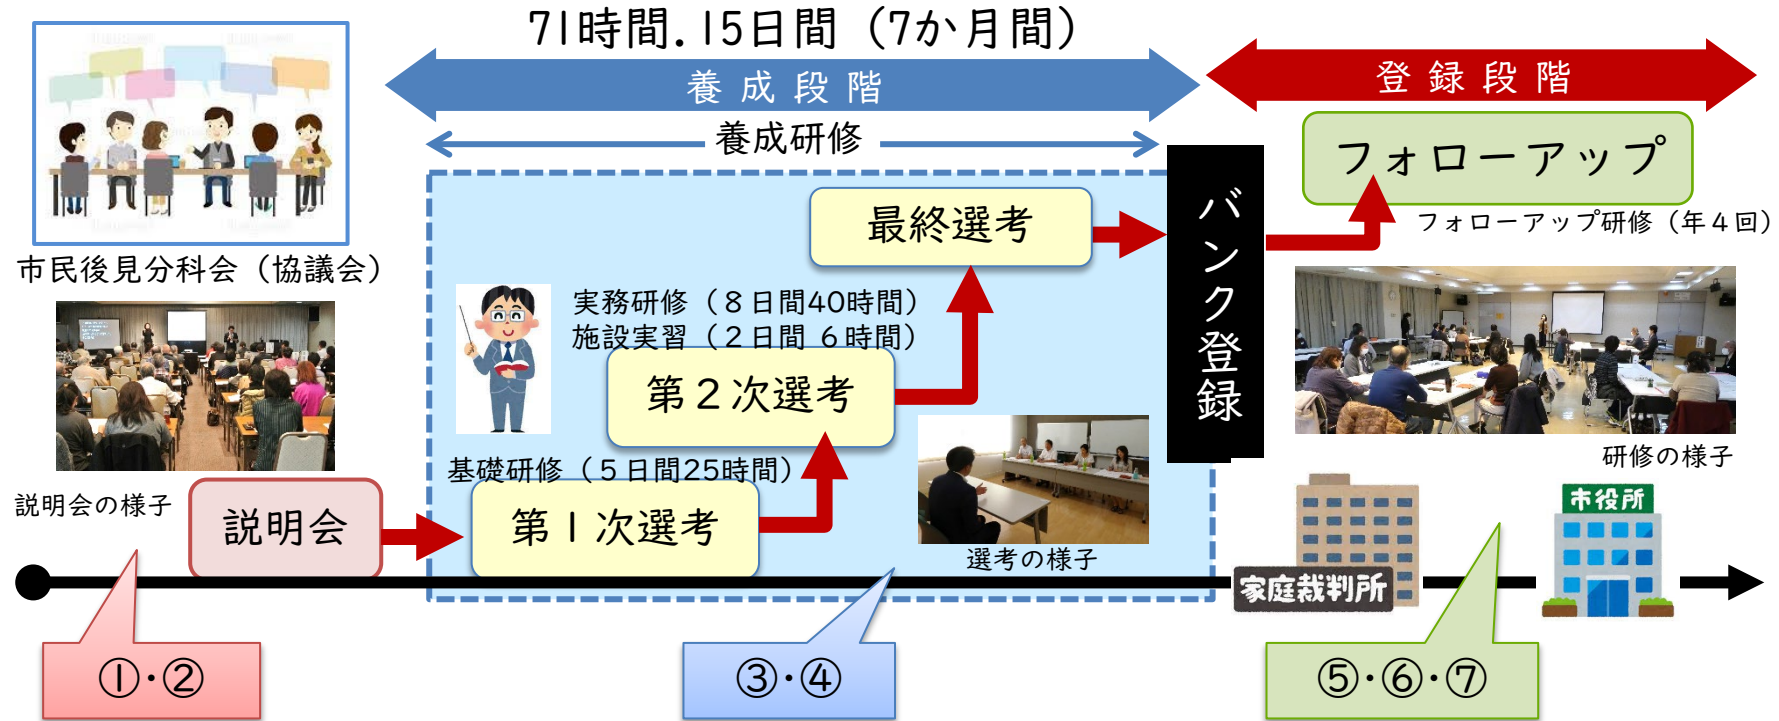 71時間.15日間（7か月間）
養成段階
登録段階
養成研修
フォローアップ
フォローアップ研修（年４回）
最終選考
バンク登録
市民後見分科会（協議会）
実務研修（８日間40時間）
施設実習（２日間 ６時間）
第２次選考
基礎研修（５日間25時間）
第１次選考
説明会の様子
説明会
選考の様子
研修の様子
家庭裁判所
市役所
①・②
③・④
⑤・⑥・⑦